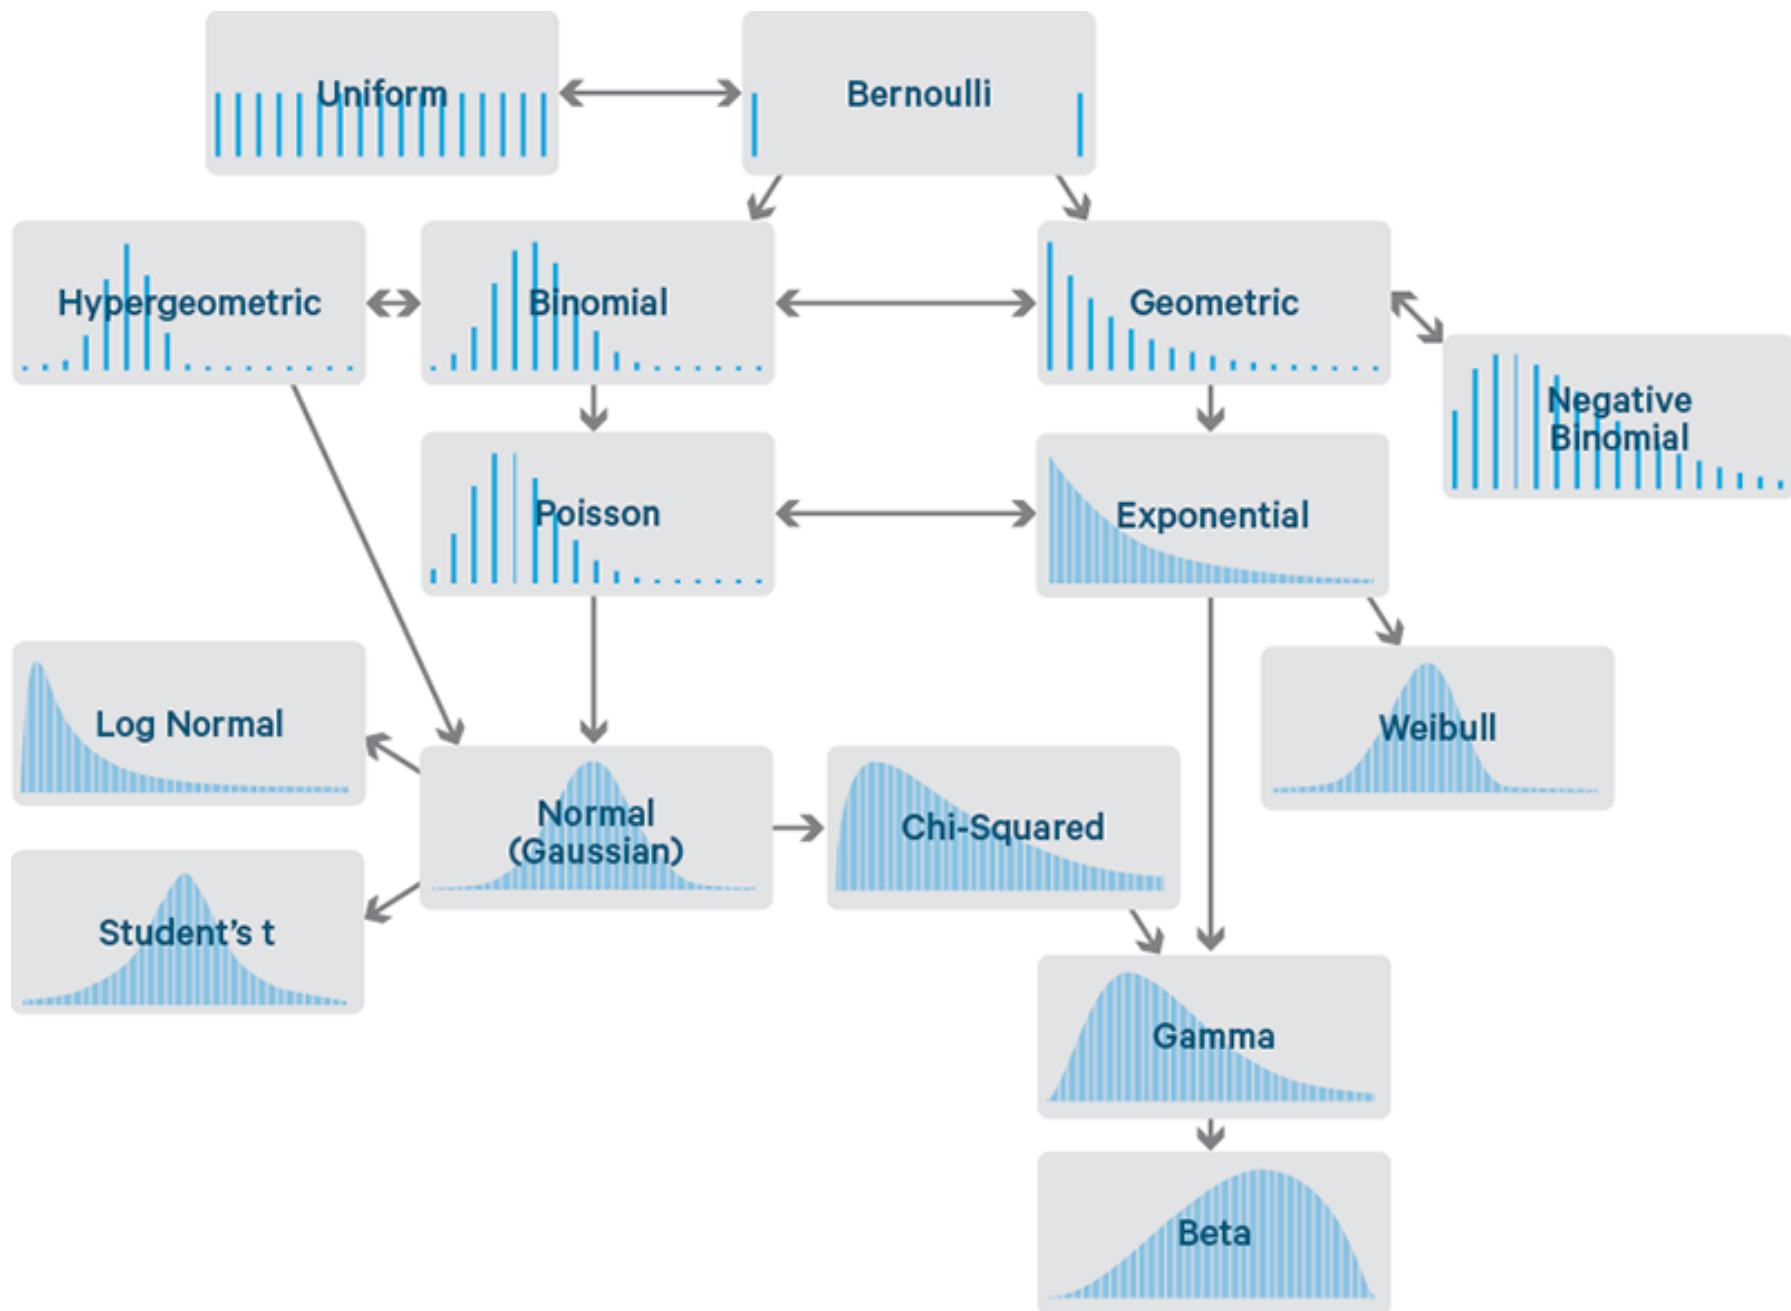 Uniform
Bernoulli
Hypergeometric
Binomial
Geometric
Negative
Binomial
Poisson
Exponential
Log Normal
Weibull
Normal
(Gaussian)
Chi-Squared
Student’s t
Gamma
Beta